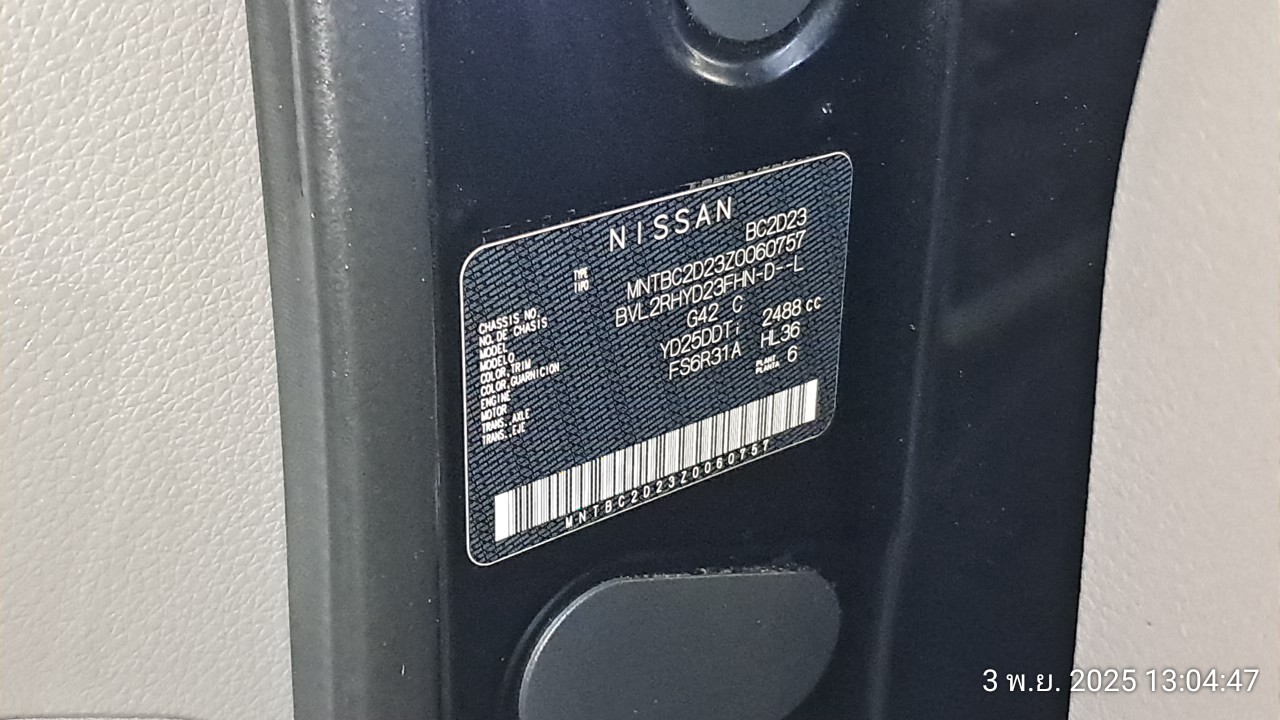 NISSAN
TYPE BC2D23
TIPO
CHASSIS NO. MNTBC2D23Z0060757
NO. DE CHASIS
MODEL BVL2RHYD23FHN-D--L
MODELO
COLOR,TRIM G42 C
COLOR,GUARNICION
ENGINE YD25DDTi 2488 cc
MOTOR
TRANS. AXLE FS6R31A HL36
TRANS. EJE
PLANT 6
PLANTA
MNTBC2D23Z0060757
3 พ.ย. 2025 13:04:47